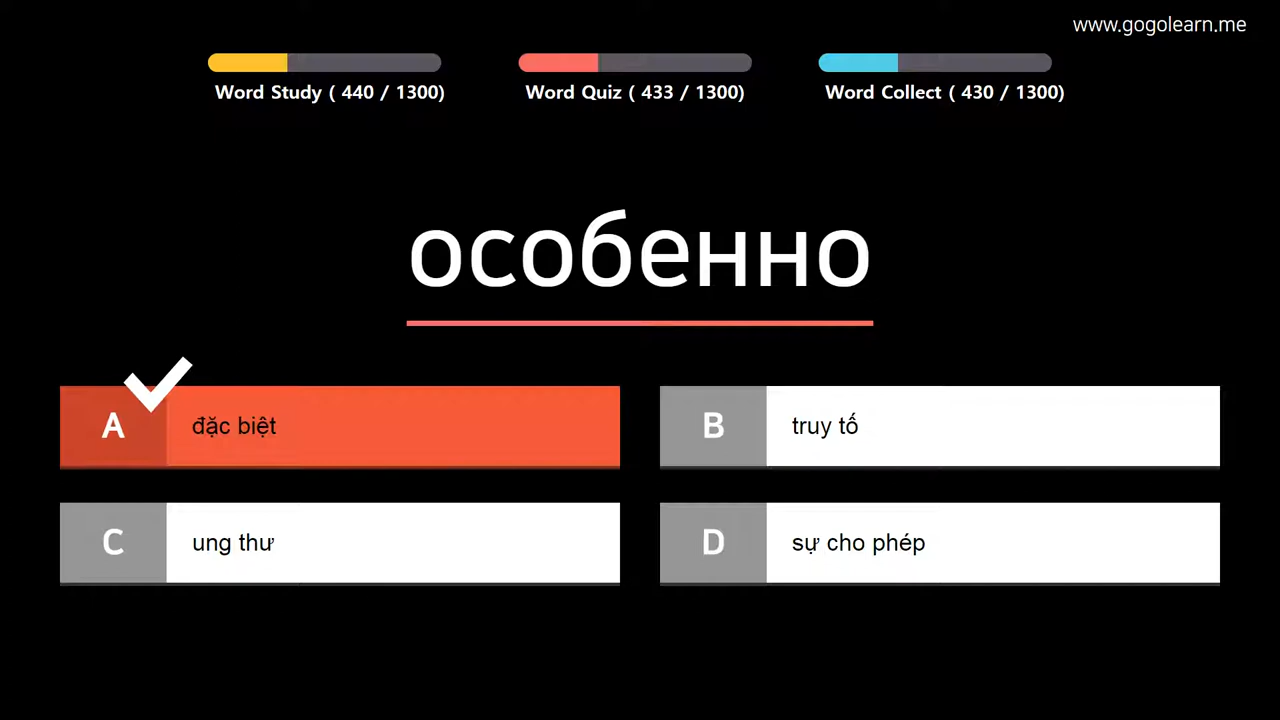 www.gogolearn.me
Word Study ( 440 / 1300)
Word Quiz ( 433 / 1300)
Word Collect ( 430 / 1300)
особенно
A đặc biệt
B truy tố
C ung thư
D sự cho phép